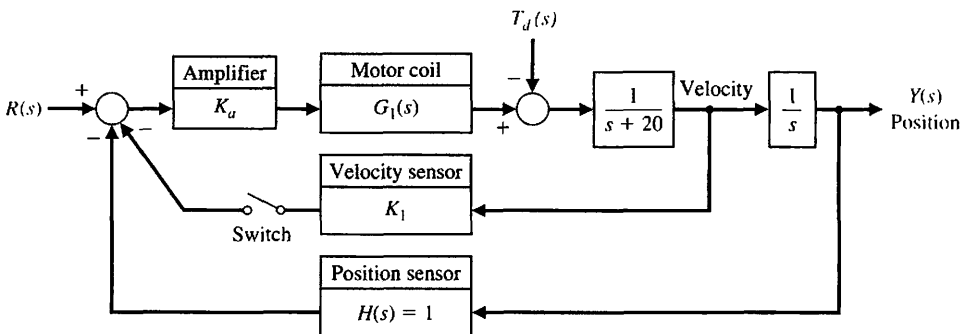 T_d(s)
Amplifier
Motor coil
+
R(s)
K_a
G_1(s)
−
1
s + 20
Velocity
1
s
Y(s)
Position
−
−
+
Velocity sensor
K_1
Switch
Position sensor
H(s) = 1